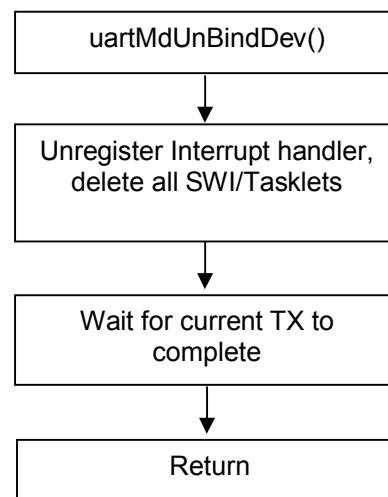 uartMdUnBindDev()
Unregister Interrupt handler,
delete all SWI/Tasklets
Wait for current TX to
complete
Return